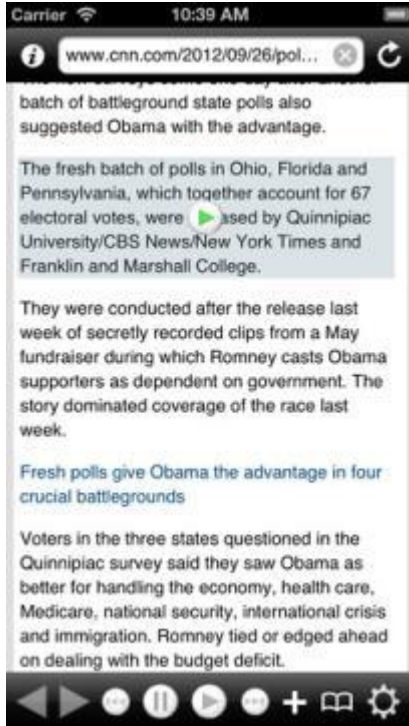 Carrier 10:39 AM
www.cnn.com/2012/09/26/pol...
batch of battleground state polls also
suggested Obama with the advantage.
The fresh batch of polls in Ohio, Florida and
Pennsylvania, which together account for 67
electoral votes, were ased by Quinnipiac
University/CBS News/New York Times and
Franklin and Marshall College.
They were conducted after the release last
week of secretly recorded clips from a May
fundraiser during which Romney casts Obama
supporters as dependent on government. The
story dominated coverage of the race last
week.
Fresh polls give Obama the advantage in four
crucial battlegrounds
Voters in the three states questioned in the
Quinnipiac survey said they saw Obama as
better for handling the economy, health care,
Medicare, national security, international crisis
and immigration. Romney tied or edged ahead
on dealing with the budget deficit.